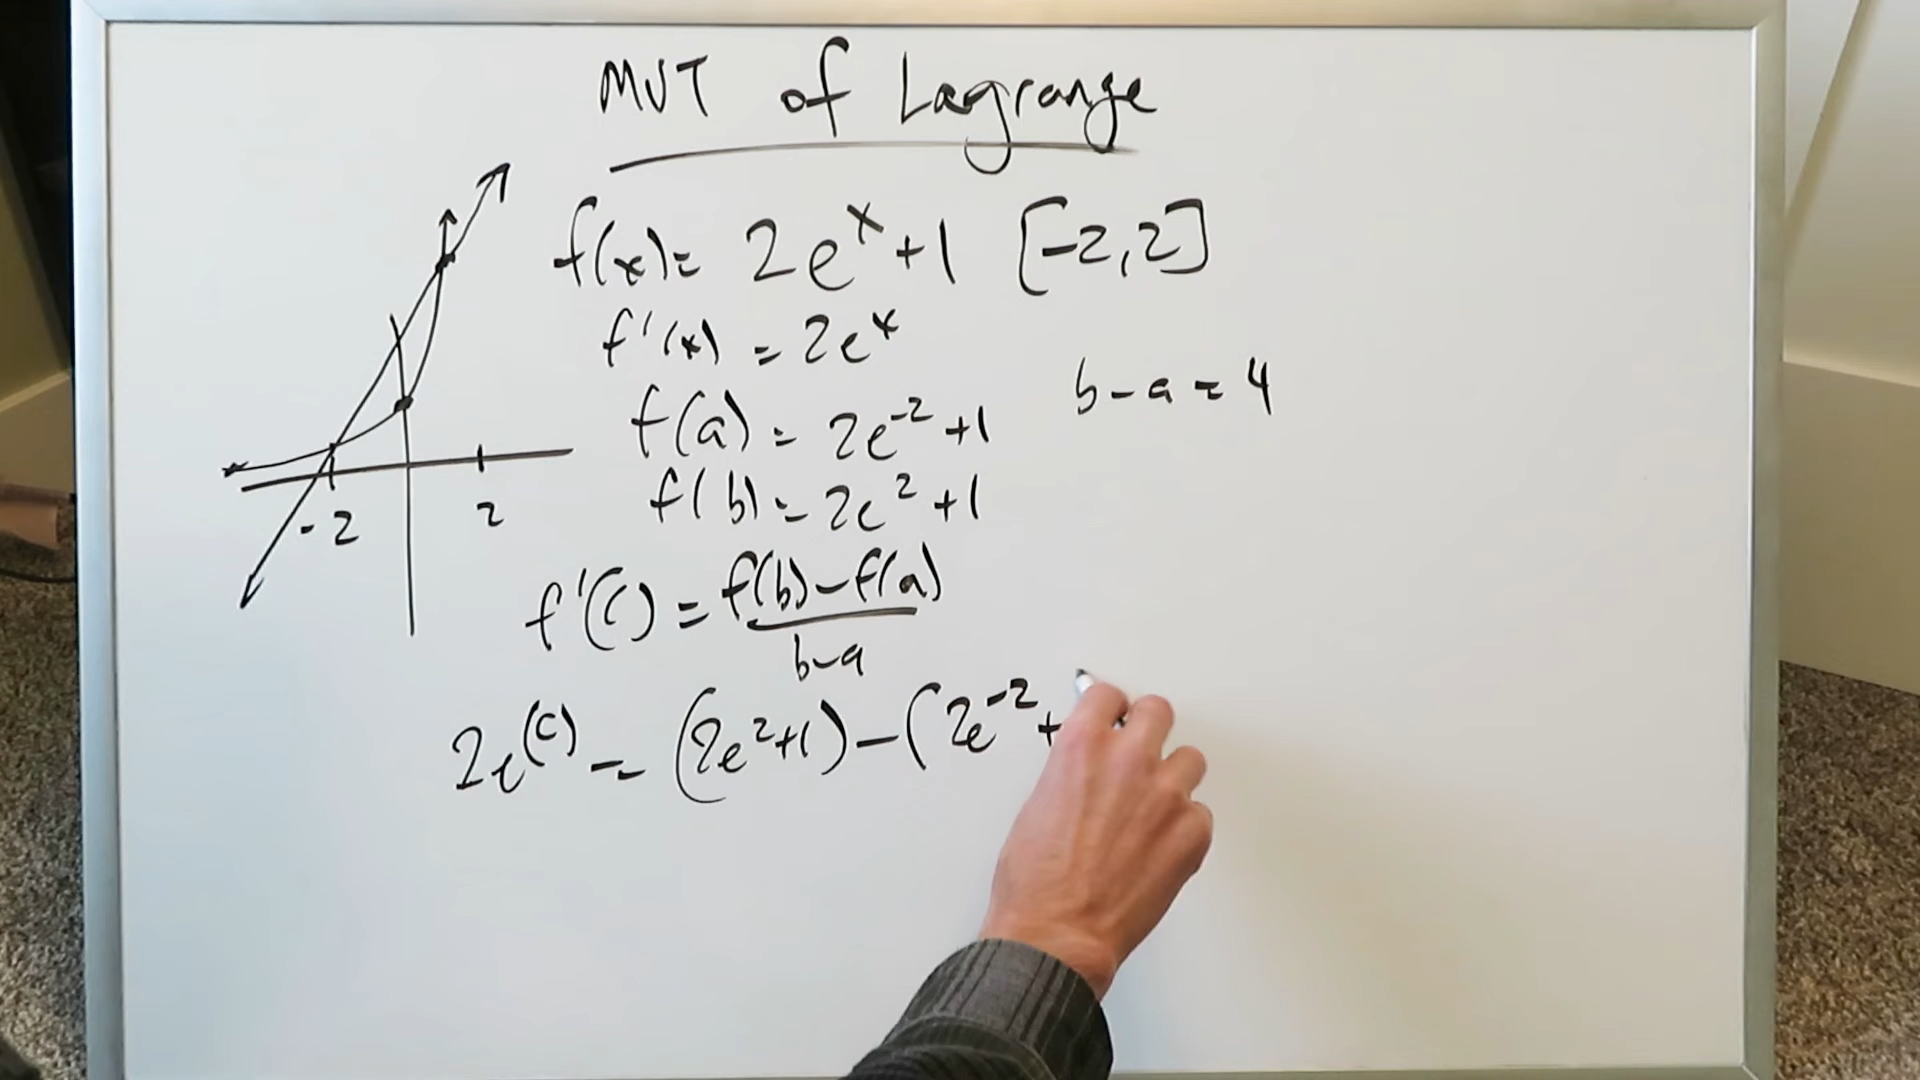 MVT of Lagrange
f(x) = 2e^x + 1 [-2,2]
f'(x) = 2e^x
b - a = 4
f(a) = 2e^-2 + 1
f(b) = 2e^2 + 1
-2 2
f'(c) = f(b) - f(a)
b - a
2e^(c) = (2e^2 + 1) - (2e^-2 +